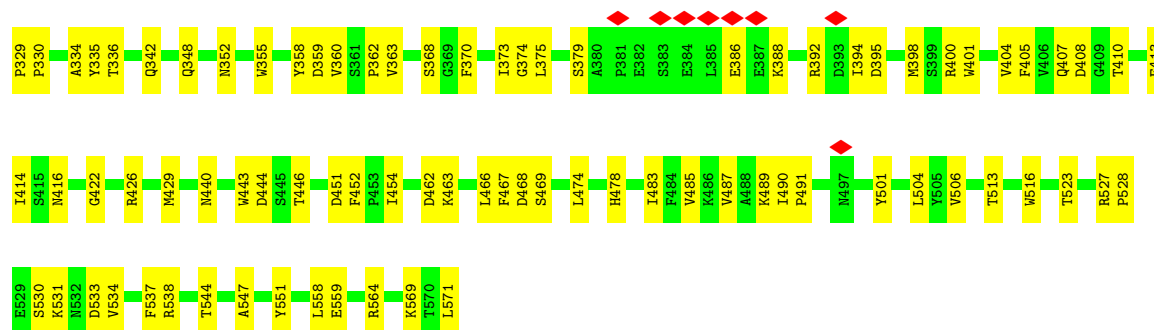 P329 P330 A334 Y335 T336 Q342 Q348 N352 W355 Y358 D359 V360 S361 P362 V363 S368 G369 F370 I373 G374 L375 S379 A380 P381 E382 S383 E384 L385 E386 E387 K388 R392 D393 I394 D395 M398 S399 R400 W401 V404 F405 V406 Q407 D408 G409 T410
I414 S415 N416 G422 R426 M429 N440 W443 D444 S445 T446 D451 F452 P453 I454 D462 K463 L466 F467 D468 S469 L474 H478 I483 F484 V485 K486 V487 A488 K489 I490 P491 N497 Y501 L504 Y505 V506 T513 W516 T523 R527 P528
E529 S530 K531 N532 D533 V534 F537 R538 T544 A547 Y551 L558 E559 R564 K569 T570 L571